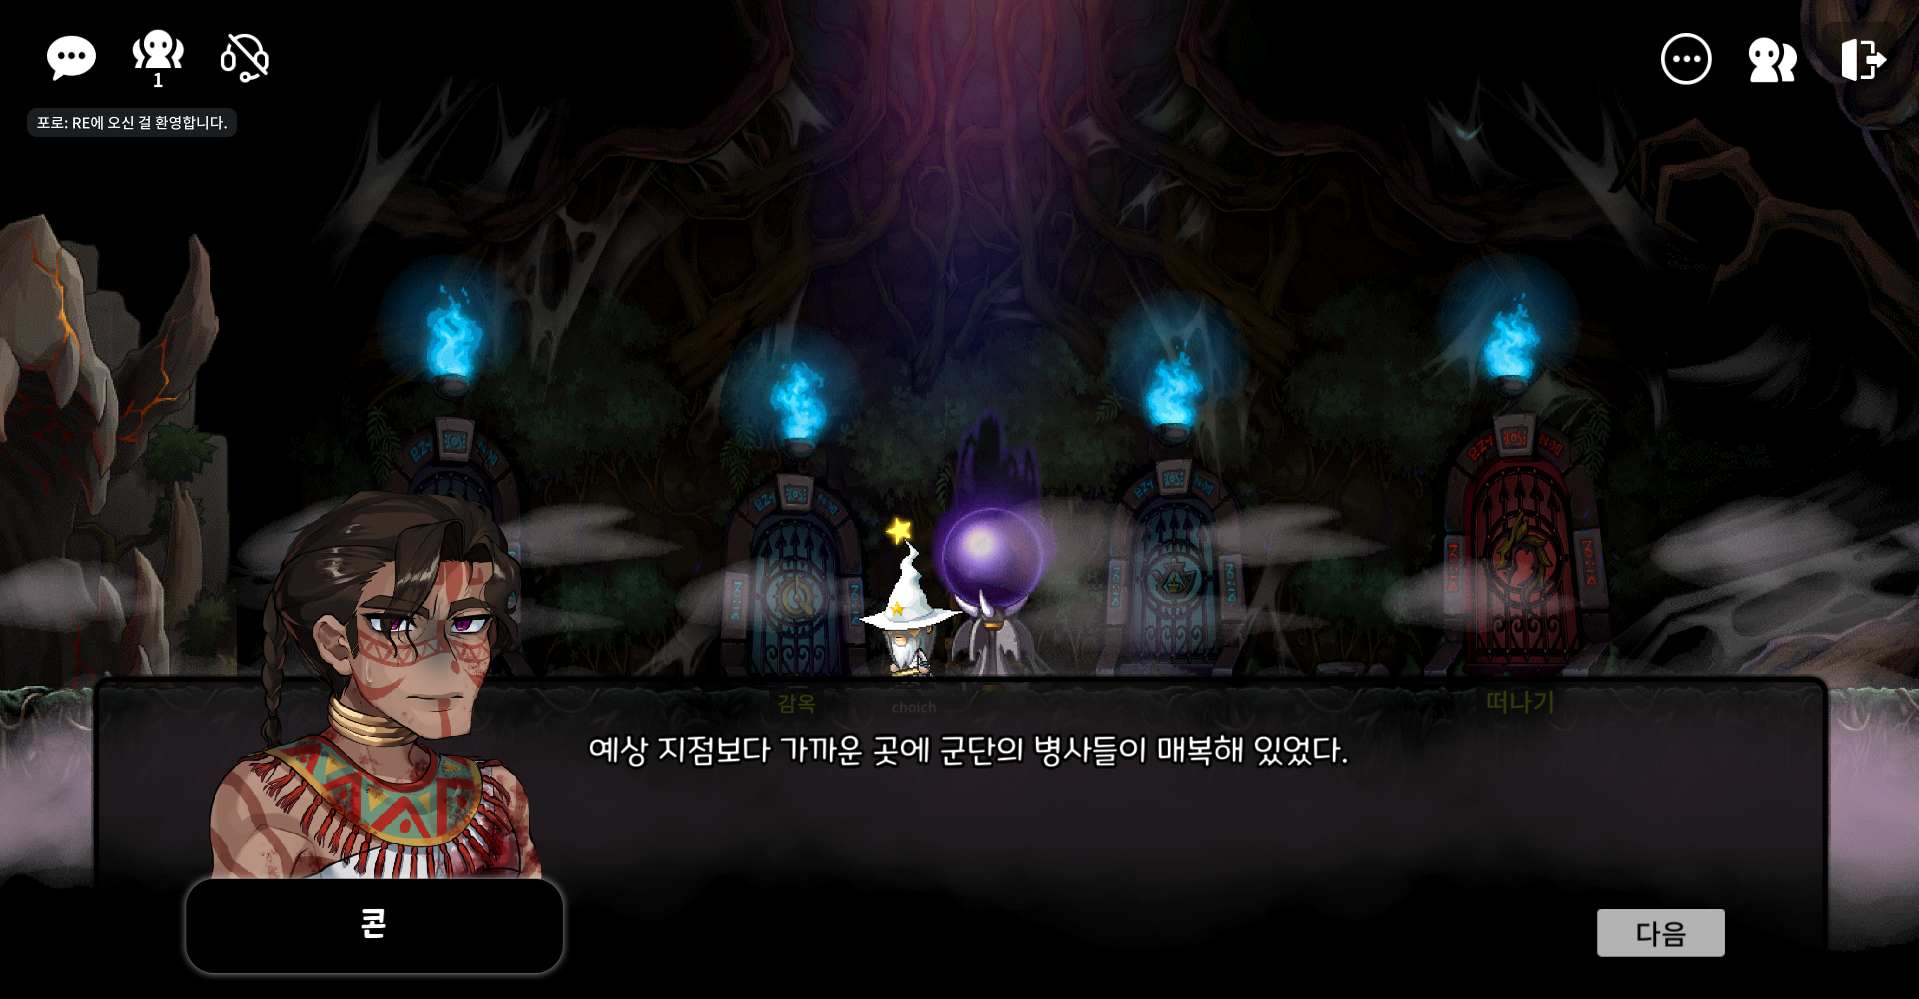 1
포로: RE에 오신 걸 환영합니다.
감옥
choich
떠나기
예상 지점보다 가까운 곳에 군단의 병사들이 매복해 있었다.
콘
다음